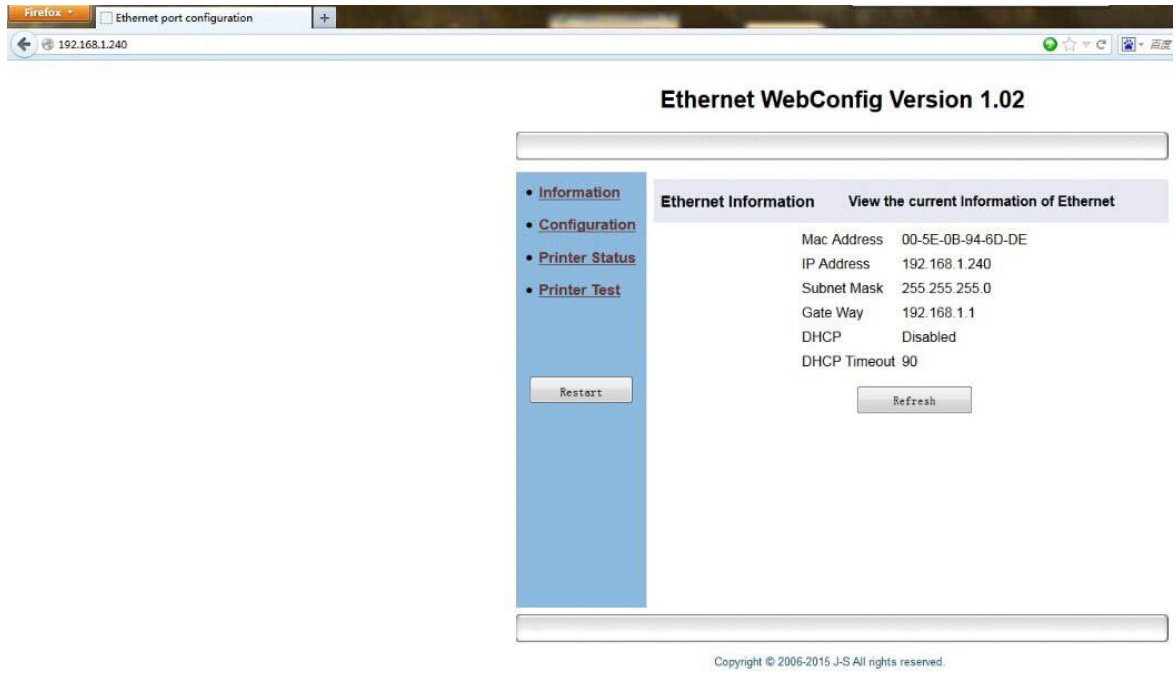 Firefox
Ethernet port configuration
192.168.1.240
百度
Ethernet WebConfig Version 1.02
Information
Configuration
Printer Status
Printer Test
Restart
Ethernet Information View the current Information of Ethernet
Mac Address 00-5E-0B-94-6D-DE
IP Address 192.168.1.240
Subnet Mask 255.255.255.0
Gate Way 192.168.1.1
DHCP Disabled
DHCP Timeout 90
Refresh
Copyright © 2006-2015 J-S All rights reserved.